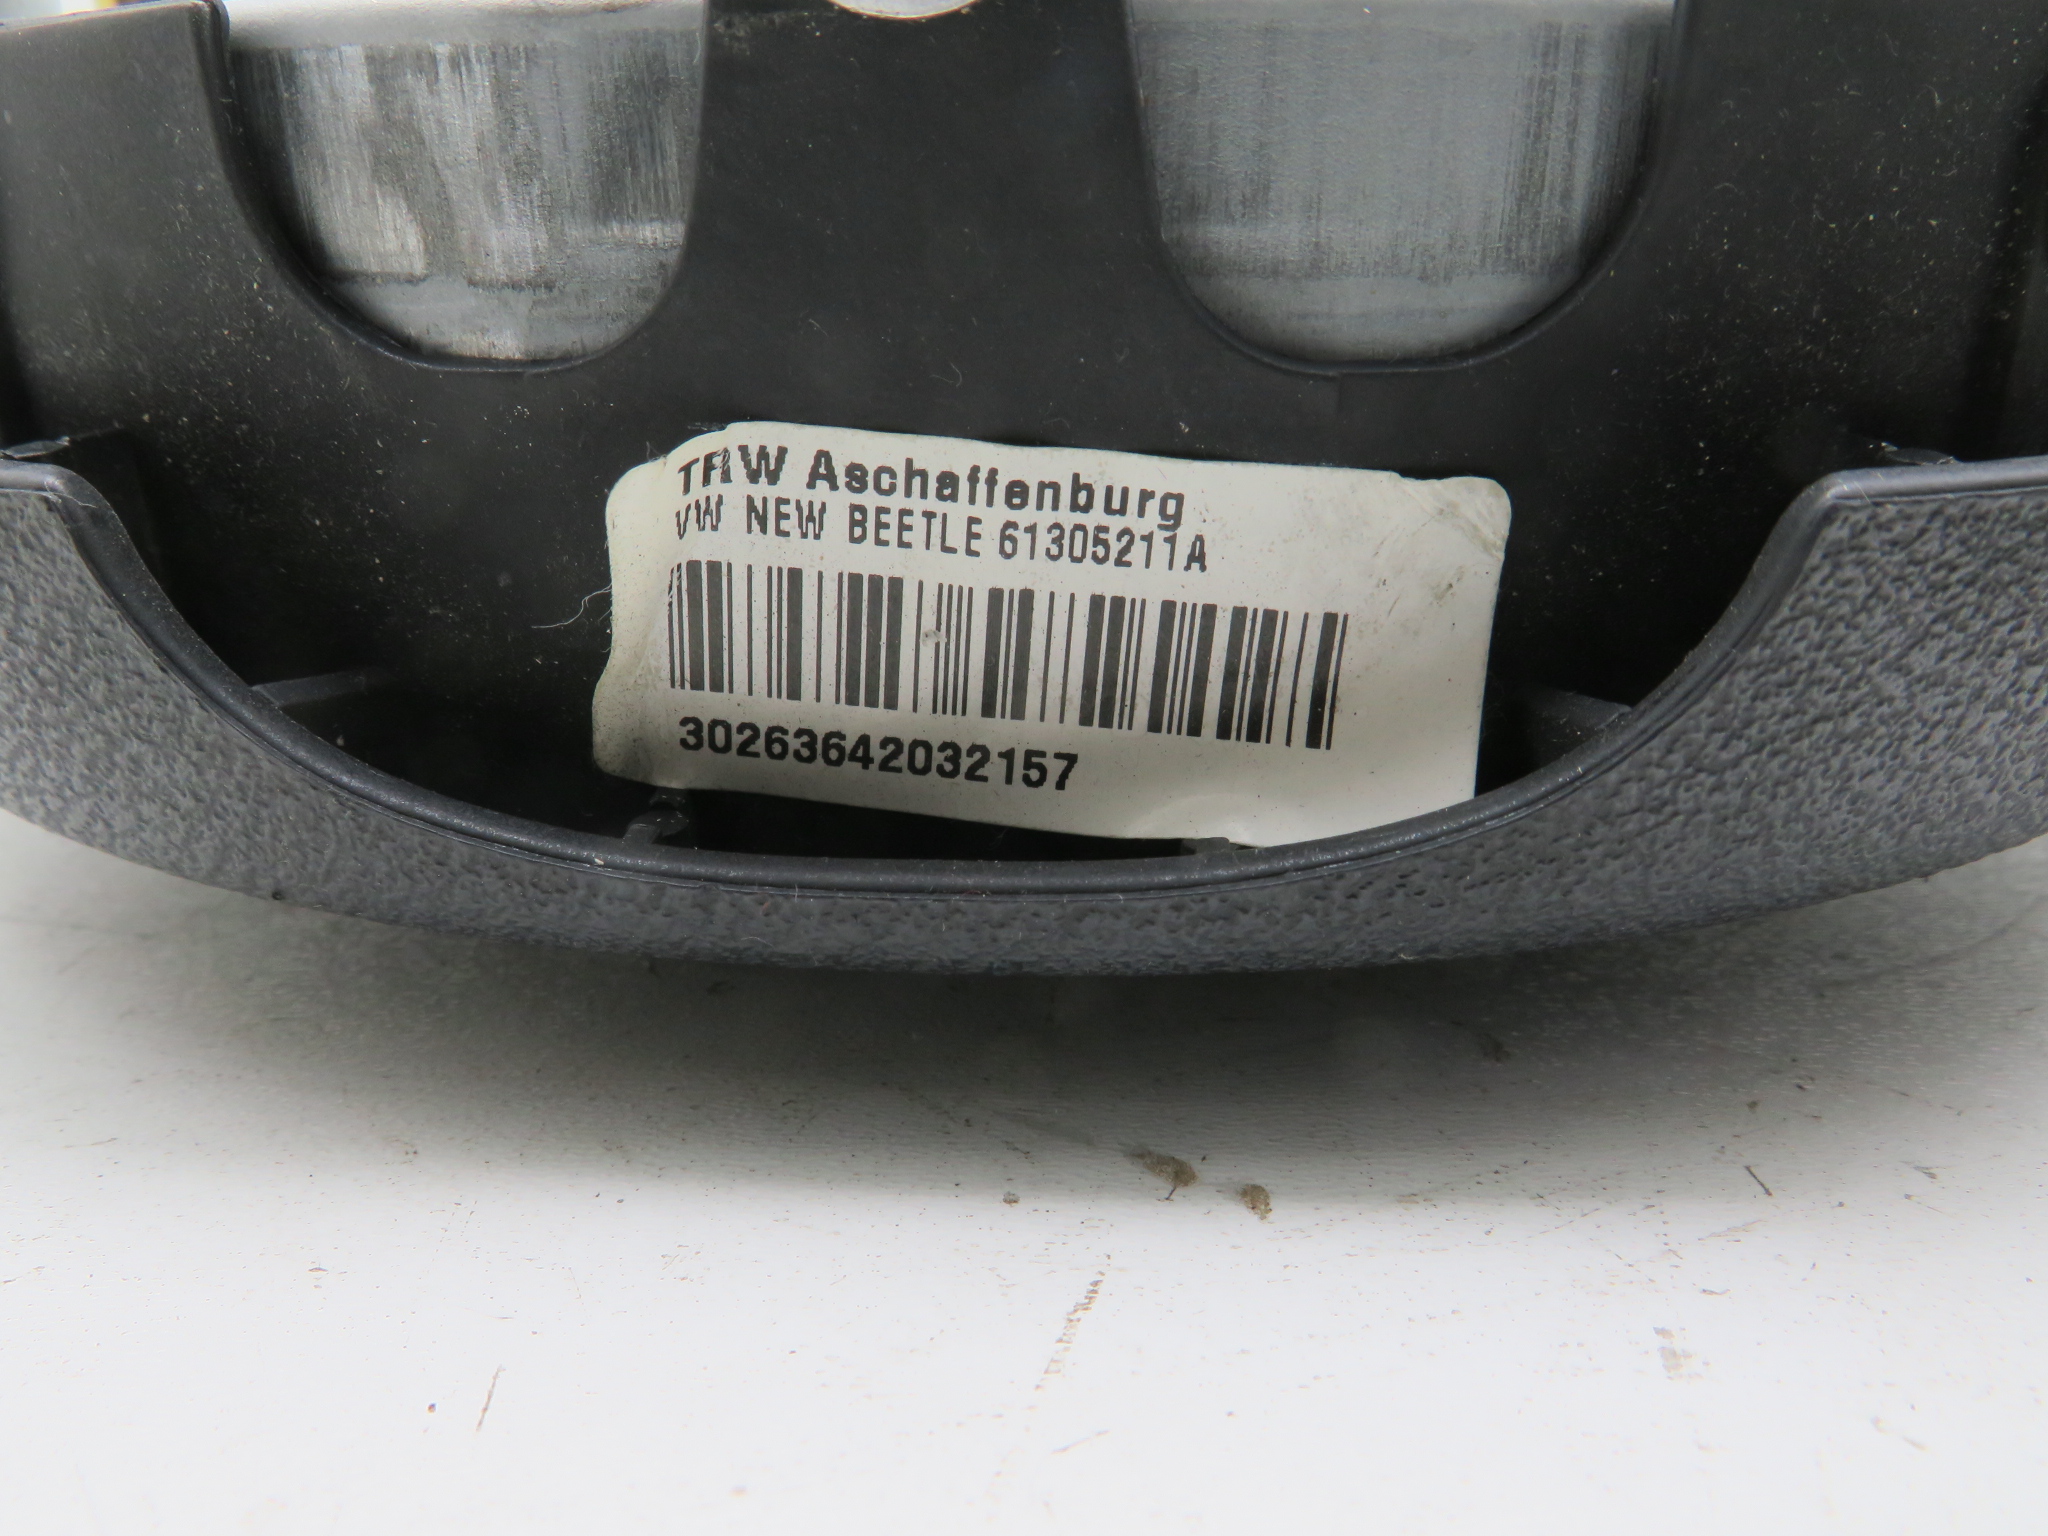 TRW Aschaffenburg
VW NEW BEETLE 61305211A
30263642032157